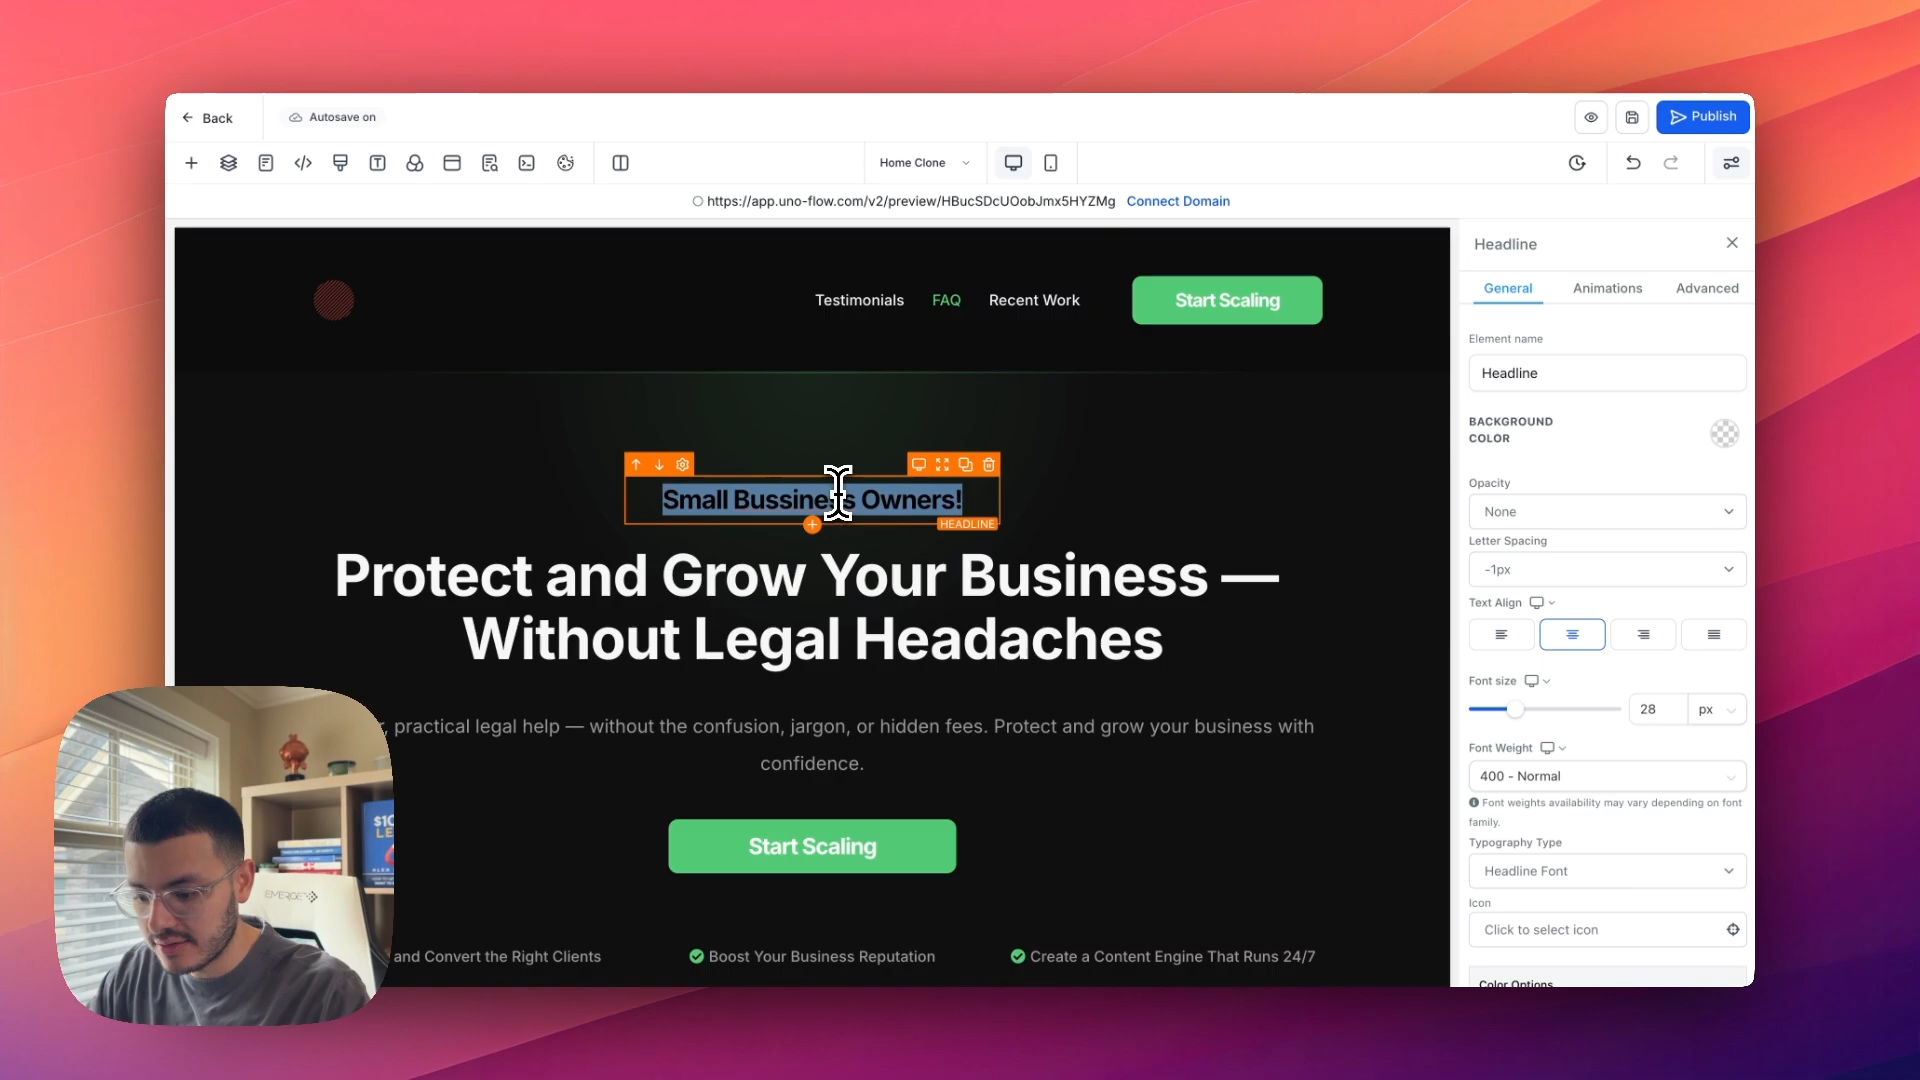 Back
Autosave on
Publish
Home Clone
https://app.uno-flow.com/v2/preview/HBucSDcUOobJmx5HYZMg Connect Domain
Testimonials FAQ Recent Work Start Scaling
Small Bussiness Owners!
HEADLINE
Protect and Grow Your Business —
Without Legal Headaches
, practical legal help — without the confusion, jargon, or hidden fees. Protect and grow your business with
confidence.
Start Scaling
and Convert the Right Clients
Boost Your Business Reputation
Create a Content Engine That Runs 24/7
Headline
General Animations Advanced
Element name
Headline
BACKGROUND
COLOR
Opacity
None
Letter Spacing
-1px
Text Align
Font size
28 px
Font Weight
400 - Normal
Font weights availability may vary depending on font
family.
Typography Type
Headline Font
Icon
Click to select icon
Color Options
EMERGE